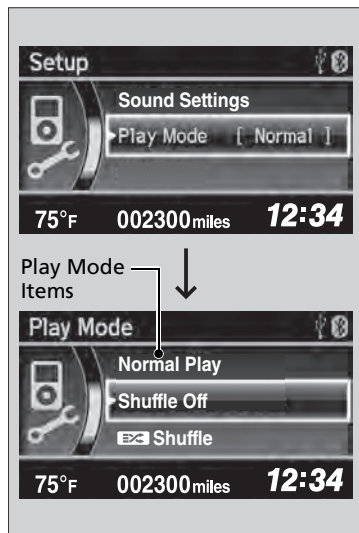 Setup
Sound Settings
Play Mode [ Normal ]
75°F 002300 miles 12:34
Play Mode
Items
Play Mode
Normal Play
Shuffle Off
Shuffle
75°F 002300 miles 12:34